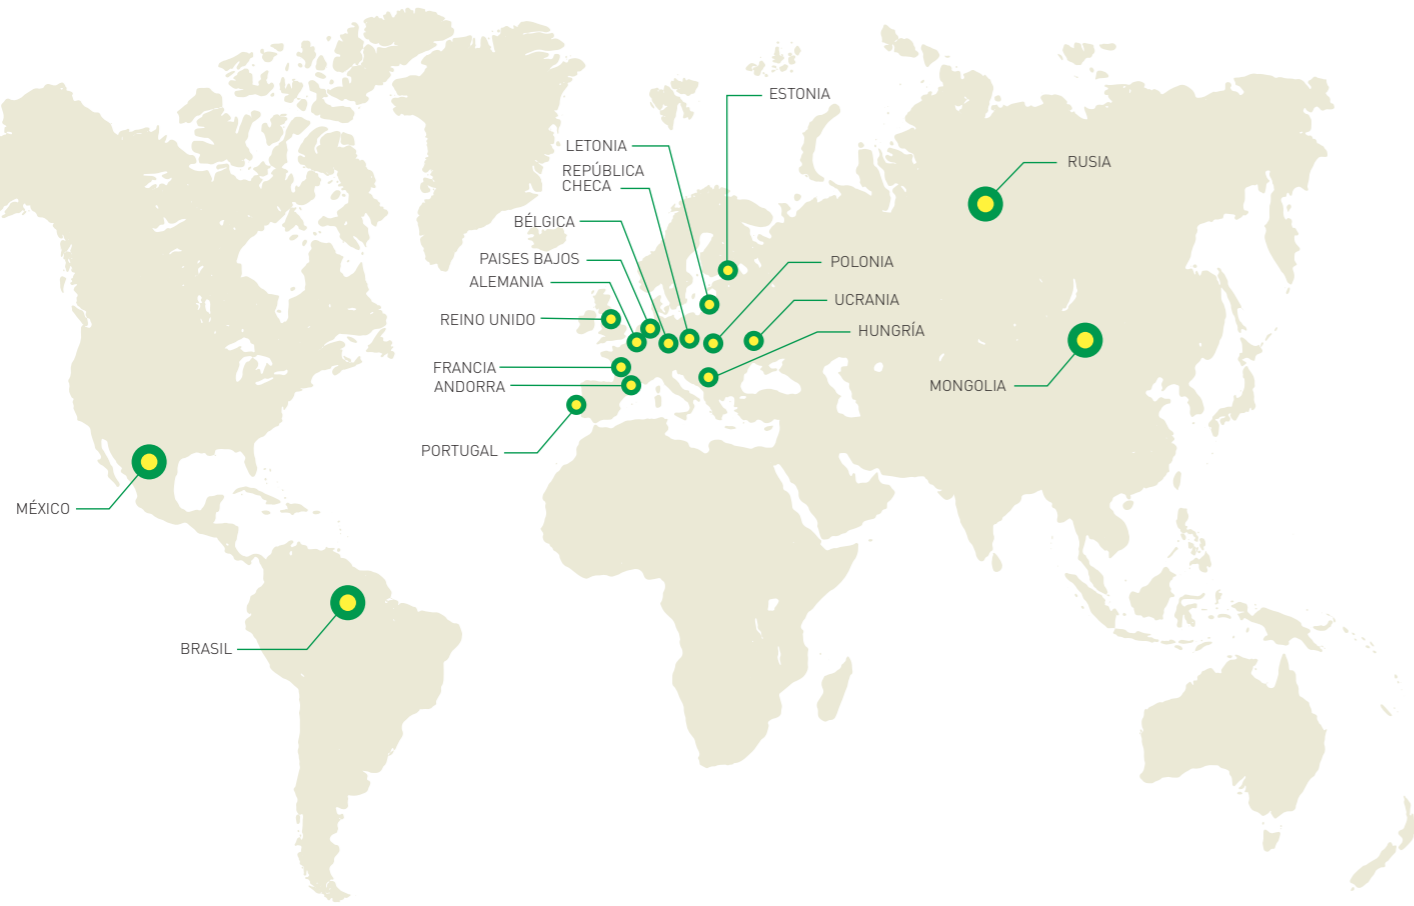 ESTONIA
LETONIA
RUSIA
REPÚBLICA
CHECA
BÉLGICA
PAISES BAJOS
POLONIA
ALEMANIA
UCRANIA
REINO UNIDO
HUNGRÍA
FRANCIA
ANDORRA
MONGOLIA
PORTUGAL
MÉXICO
BRASIL